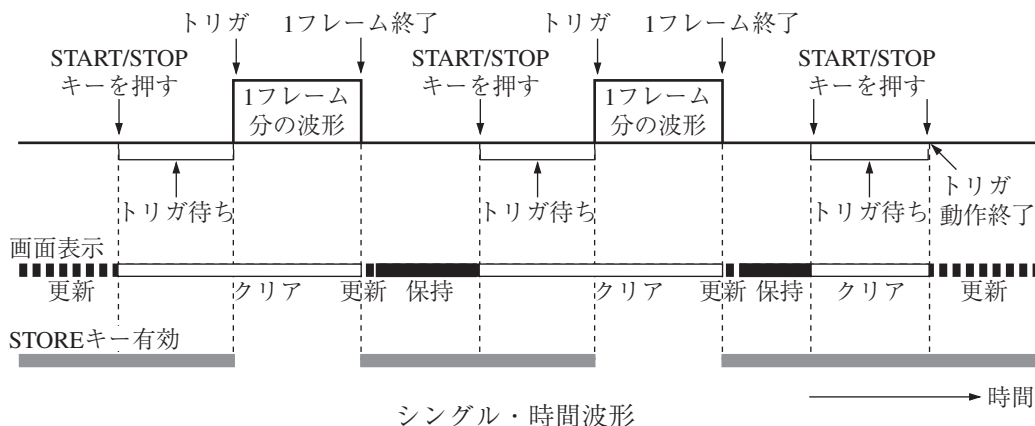 トリガ
1フレーム終了
トリガ
1フレーム終了
START/STOP
キーを押す
START/STOP
キーを押す
START/STOP
キーを押す
1フレーム
分の波形
1フレーム
分の波形
トリガ待ち
トリガ待ち
トリガ待ち
トリガ
動作終了
画面表示
更新
クリア
更新
保持
クリア
更新
保持
クリア
更新
STOREキー有効
時間
シングル・時間波形